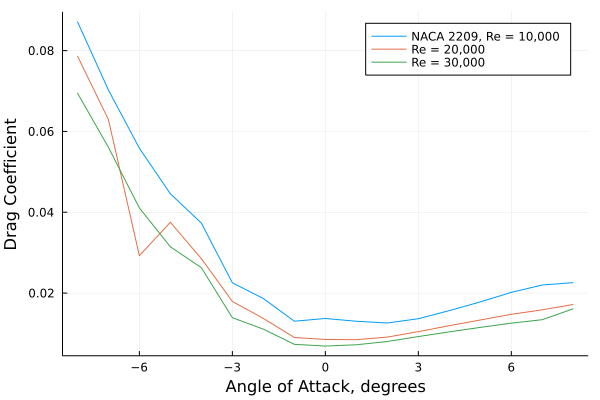 NACA 2209, Re = 10,000
Re = 20,000
Re = 30,000
Drag Coefficient
0.08
0.06
0.04
0.02
−6
−3
0
3
6
Angle of Attack, degrees